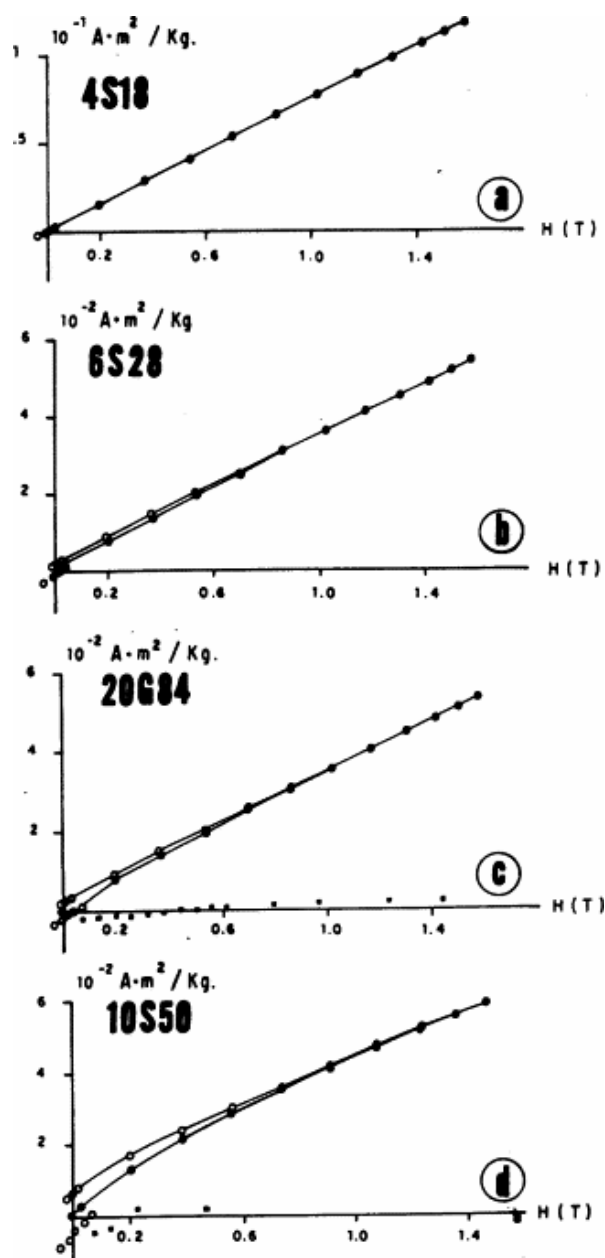 10⁻¹ A·m² / Kg.
1
4S18
.5
a
H(T)
0.2 0.6 1.0 1.4
10⁻² A·m² / Kg
6
6S28
4
2
b
H(T)
0.2 0.6 1.0 1.4
10⁻² A·m² / Kg.
6
20G84
4
2
c
H(T)
0.2 0.6 1.0 1.4
10⁻² A·m² / Kg.
6
10S50
4
2
d
H(T)
0.2 0.6 1.0 1.4